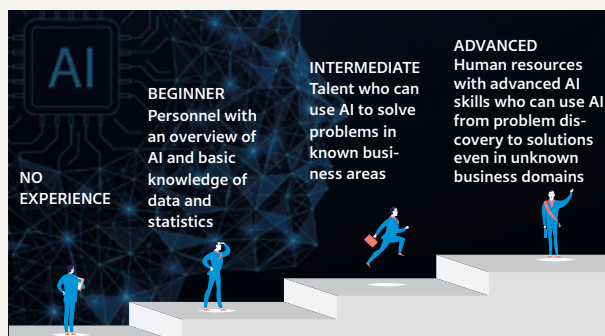 AI
NO
EXPERIENCE
BEGINNER
Personnel with
an overview of
AI and basic
knowledge of
data and
statistics
INTERMEDIATE
Talent who can
use AI to solve
problems in
known busi-
ness areas
ADVANCED
Human resources
with advanced AI
skills who can use AI
from problem dis-
covery to solutions
even in unknown
business domains